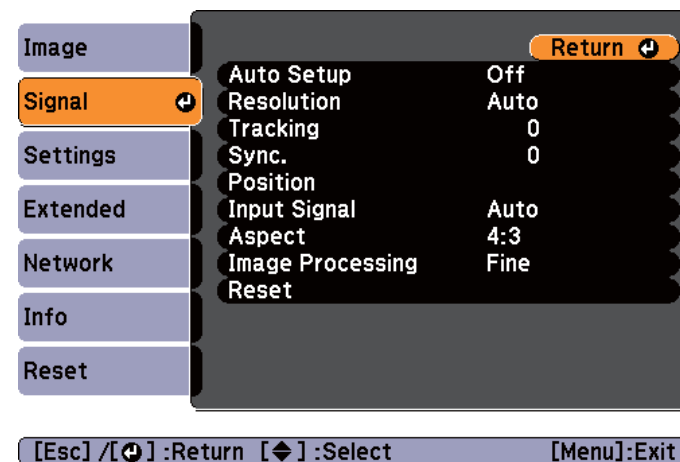 Image
Signal
Settings
Extended
Network
Info
Reset
Return
Auto Setup Off
Resolution Auto
Tracking 0
Sync. 0
Position
Input Signal Auto
Aspect 4:3
Image Processing Fine
Reset
[Esc] /[⏎] :Return [◆] :Select [Menu]:Exit